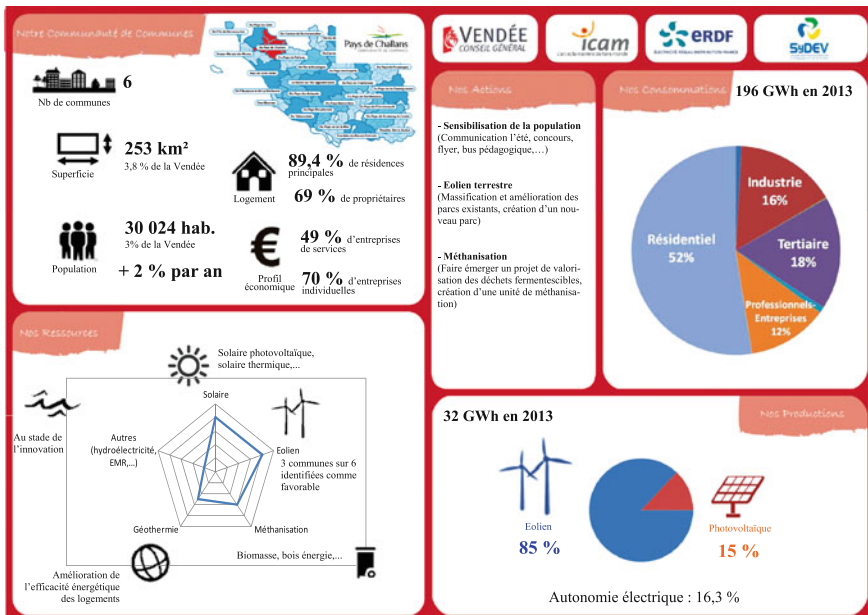 Notre Communauté de Communes
Pays de Challans
6
Nb de communes
253 km²
3,8 % de la Vendée
Superficie
89,4 % de résidences
principales
Logement
69 % de propriétaires
30 024 hab.
3% de la Vendée
Population
+ 2 % par an
49 % d'entreprises
de services
Profil
économique
70 % d'entreprises
individuelles
VENDÉE
CONSEIL GÉNÉRAL
icam
ERDF
ÉLECTRICITÉ RÉSEAU DISTRIBUTION FRANCE
SyDEV
Nos Actions
- Sensibilisation de la population
(Communication l'été, concours,
flyer, bus pédagogique,…)
- Eolien terrestre
(Massification et amélioration des
parcs existants, création d'un nou-
veau parc)
- Méthanisation
(Faire émerger un projet de valori-
sation des déchets fermentescibles,
création d'une unité de méthanisa-
tion)
Nos Consommations
196 GWh en 2013
Industrie
16%
Résidentiel
52%
Tertiaire
18%
Professionnels-
Entreprises
12%
Nos Ressources
Solaire photovoltaïque,
solaire thermique,...
Solaire
Au stade de
l'innovation
Autres
(hydroélectricité,
EMR,...)
Eolien
3 communes sur 6
identifiées comme
favorable
Géothermie
Méthanisation
Biomasse, bois énergie,...
Amélioration de
l'efficacité énergétique
des logements
32 GWh en 2013
Nos Productions
Eolien
85 %
Photovoltaïque
15 %
Autonomie électrique : 16,3 %